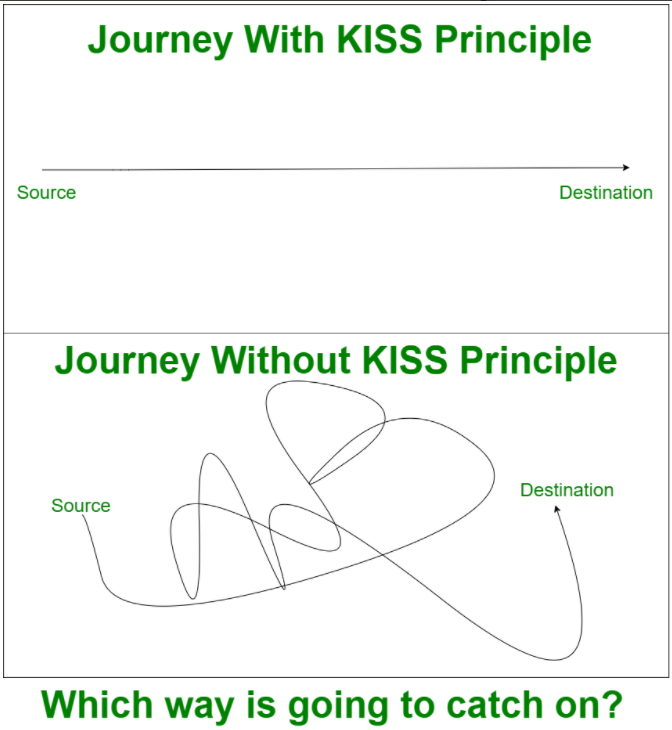 Journey With KISS Principle
Source
Destination
Journey Without KISS Principle
Source
Destination
Which way is going to catch on?